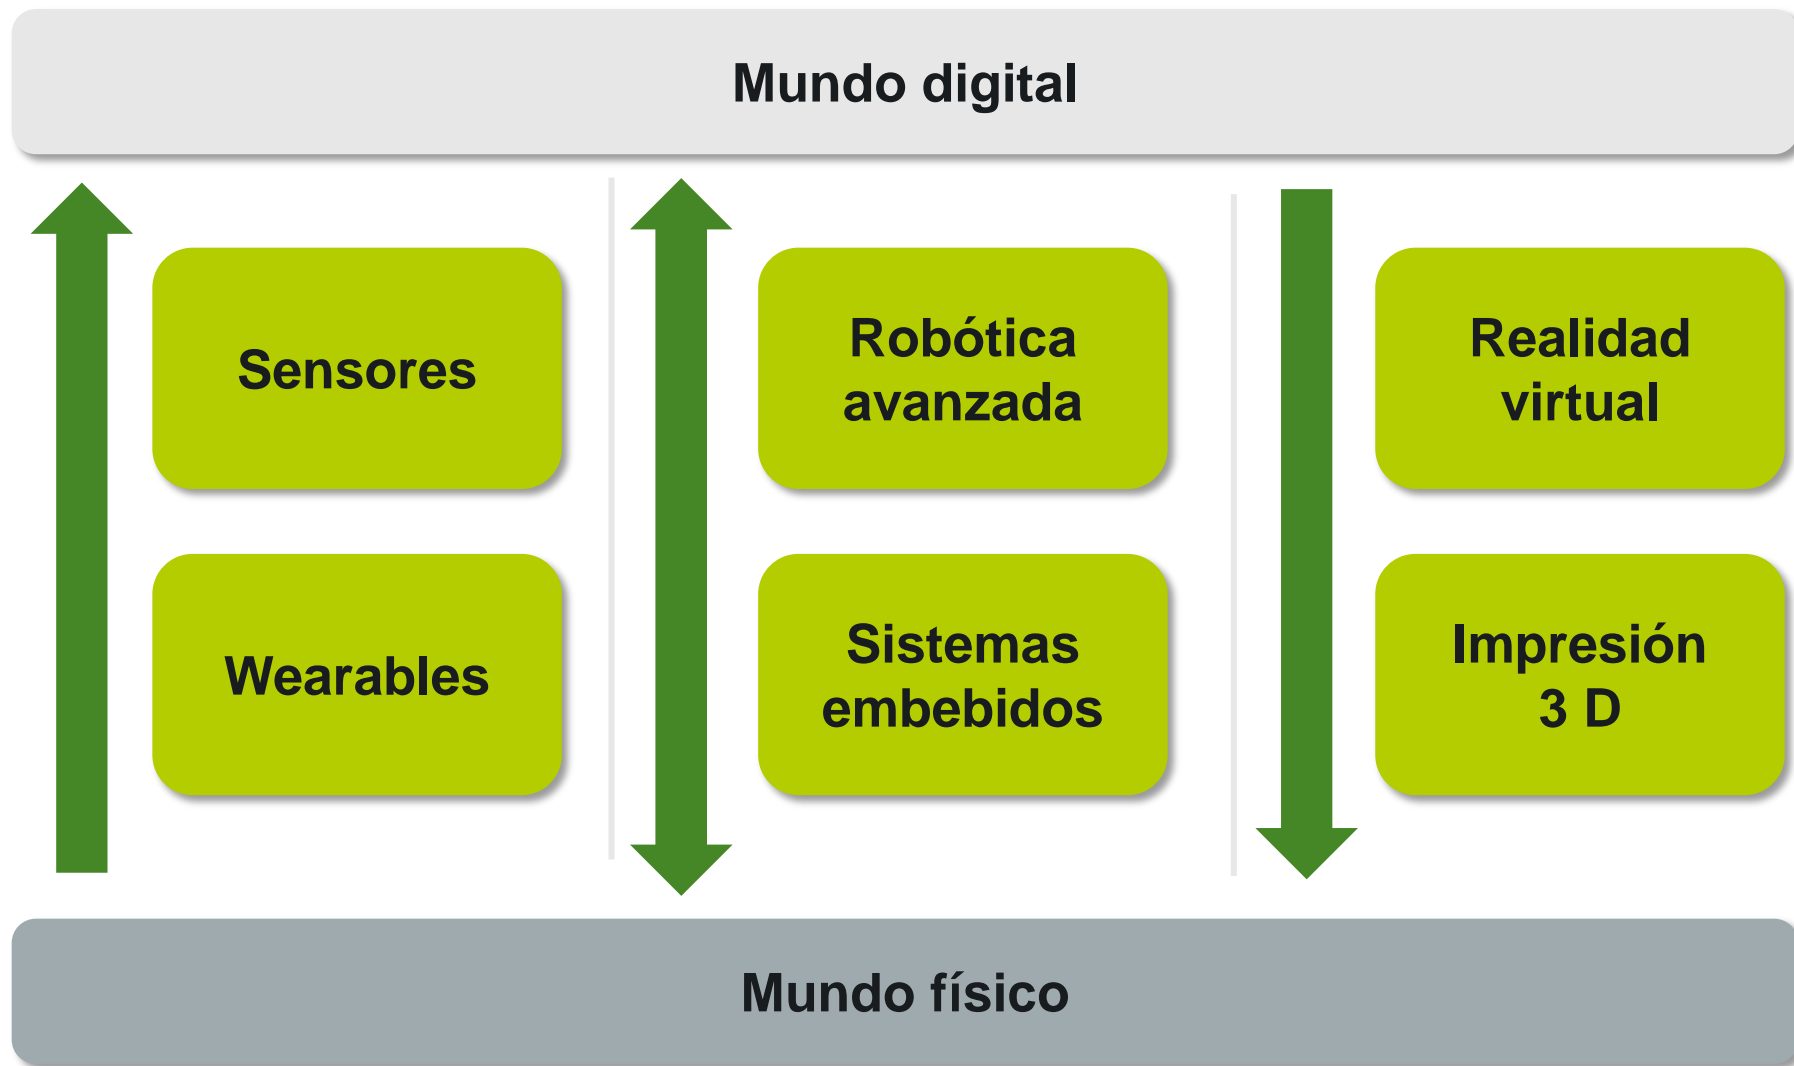 Mundo digital
Sensores
Robótica
avanzada
Realidad
virtual
Wearables
Sistemas
embebidos
Impresión
3 D
Mundo físico